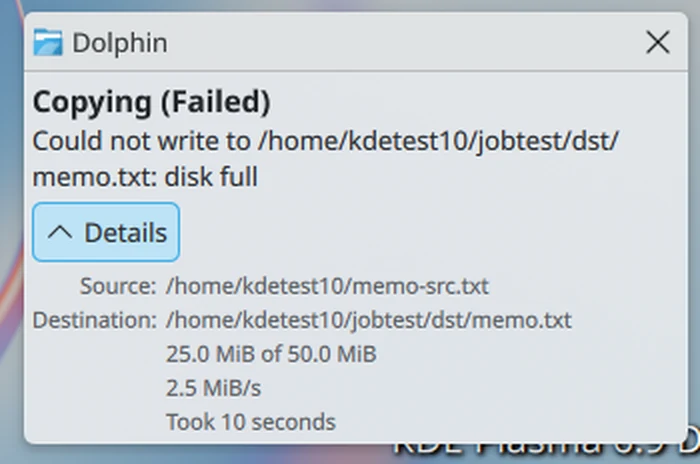 Dolphin
Copying (Failed)
Could not write to /home/kdetest10/jobtest/dst/
memo.txt: disk full
Details
Source: /home/kdetest10/memo-src.txt
Destination: /home/kdetest10/jobtest/dst/memo.txt
25.0 MiB of 50.0 MiB
2.5 MiB/s
Took 10 seconds
KDE Plasma 6.9 D